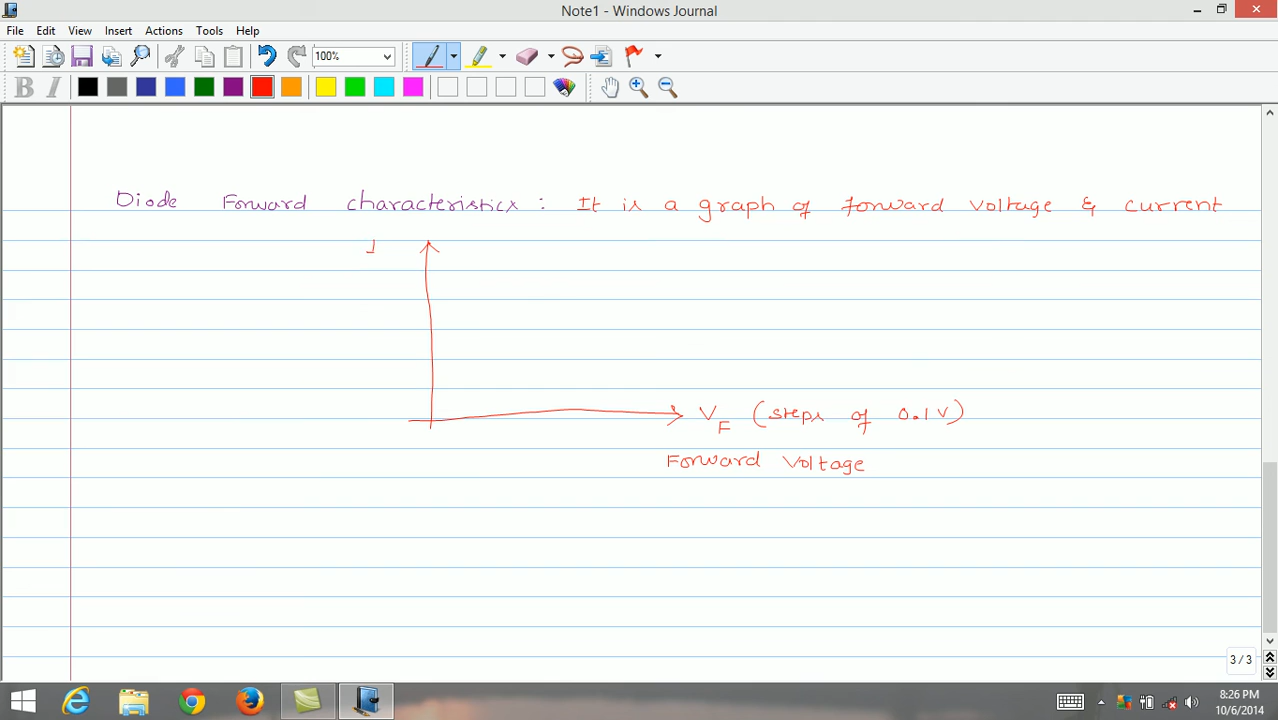 Note1 - Windows Journal
File Edit View Insert Actions Tools Help
100%
B I
Diode Forward characteristics : It is a graph of forward voltage & current
V_F (steps of 0.1V)
Forward Voltage
3 / 3
8:26 PM
10/6/2014